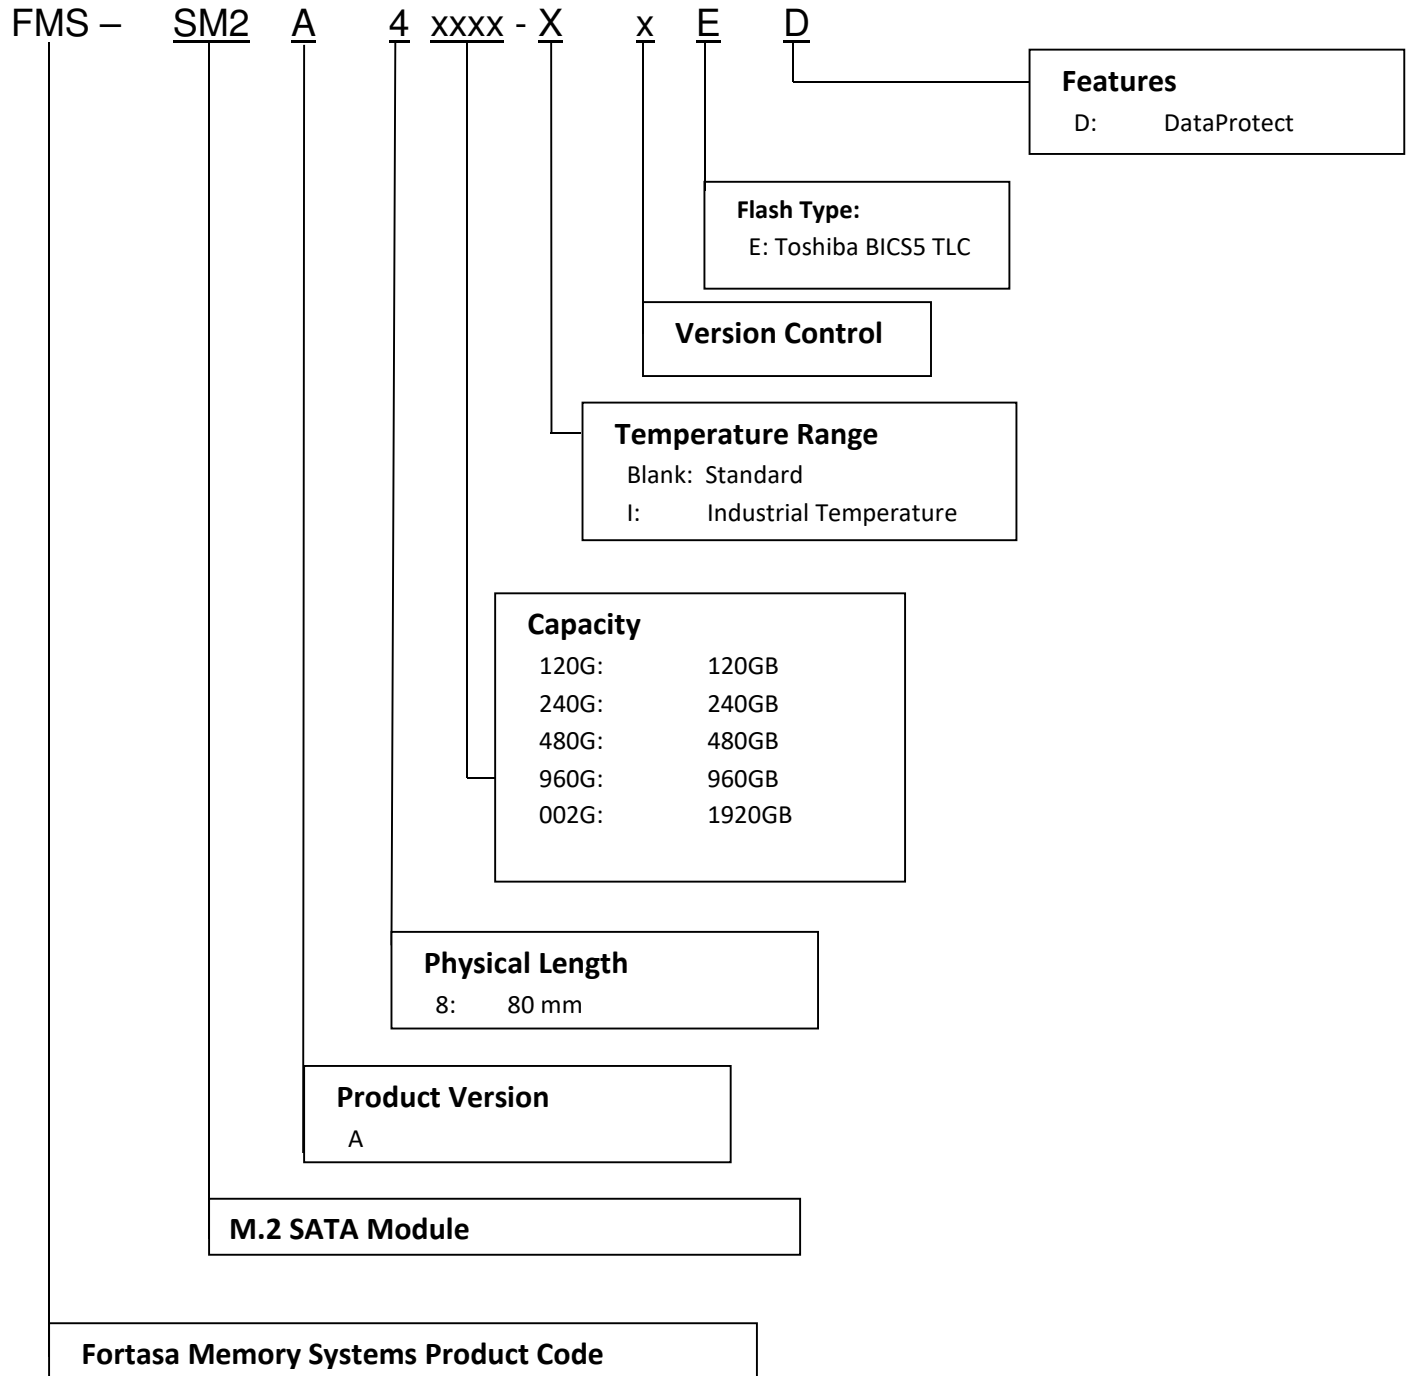 FMS – SM2 A 4 xxxx - X x E D
Features
D: DataProtect
Flash Type:
E: Toshiba BICS5 TLC
Version Control
Temperature Range
Blank: Standard
I: Industrial Temperature
Capacity
120G: 120GB
240G: 240GB
480G: 480GB
960G: 960GB
002G: 1920GB
Physical Length
8: 80 mm
Product Version
A
M.2 SATA Module
Fortasa Memory Systems Product Code